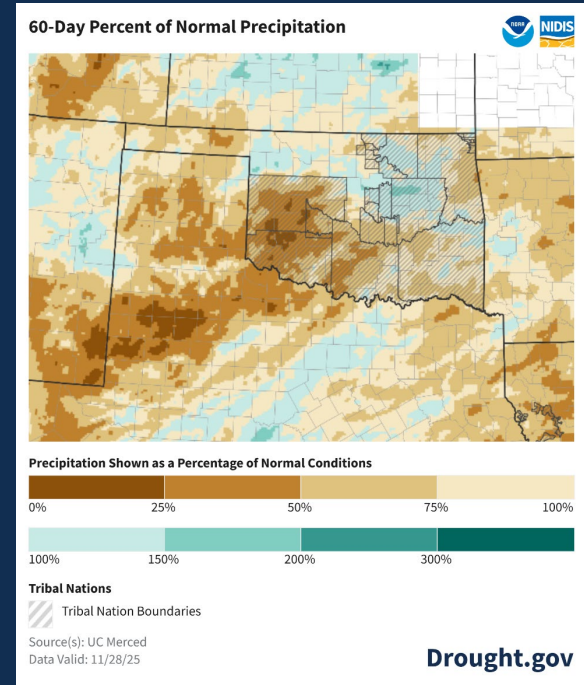 60-Day Percent of Normal Precipitation
NOAA
NIDIS
Precipitation Shown as a Percentage of Normal Conditions
0% 25% 50% 75% 100%
100% 150% 200% 300%
Tribal Nations
Tribal Nation Boundaries
Source(s): UC Merced
Data Valid: 11/28/25
Drought.gov